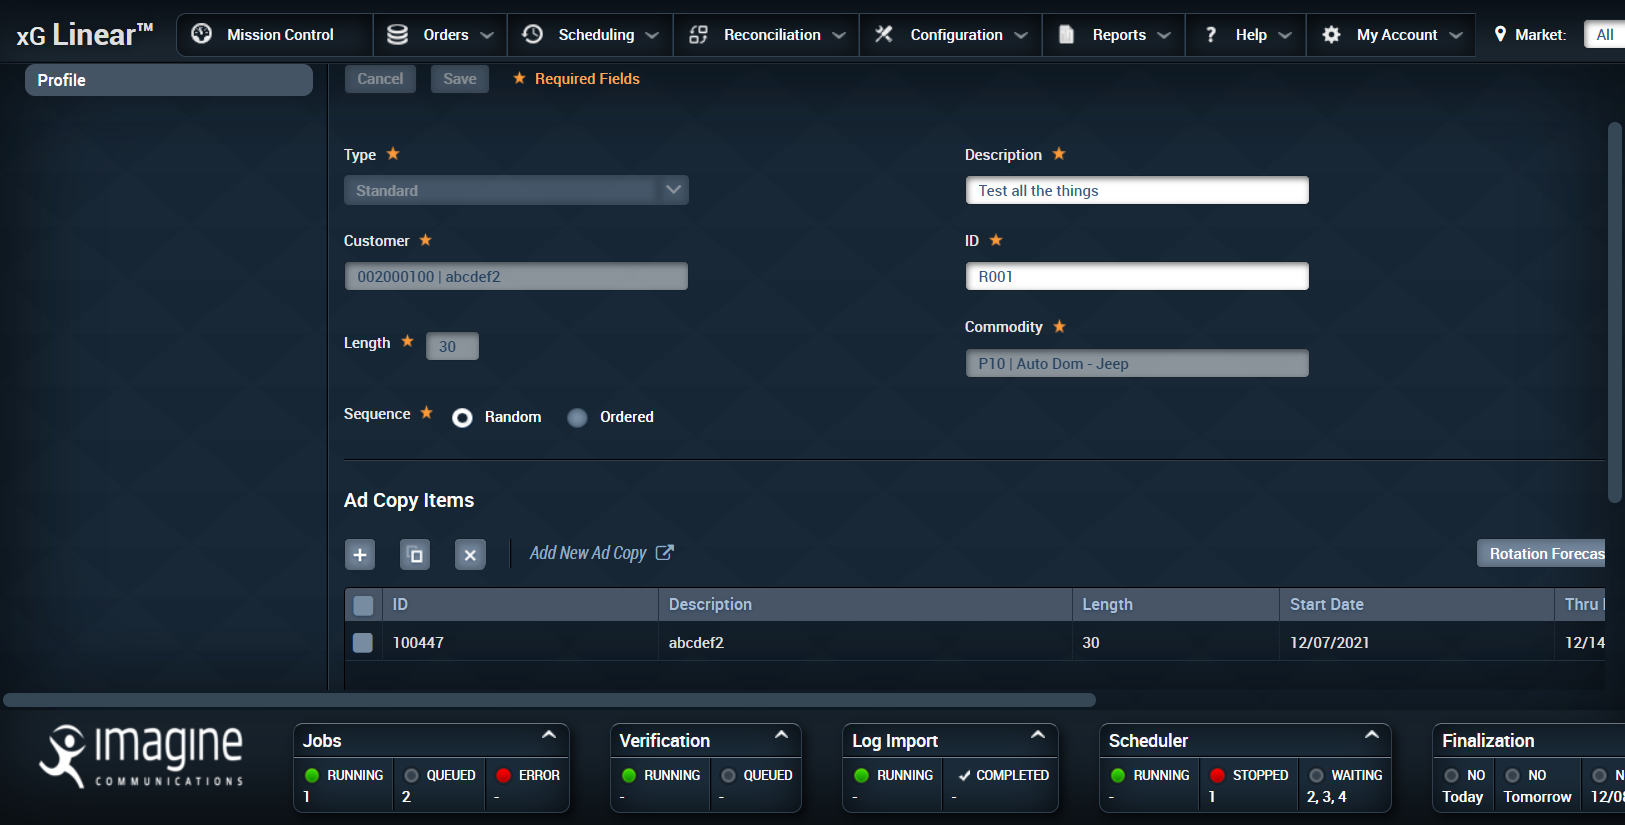 xG Linear™
Mission Control
Orders
Scheduling
Reconciliation
Configuration
Reports
? Help
My Account
Market:
All
Profile
Cancel
Save
Required Fields
Type
Standard
Description
Test all the things
Customer
002000100 | abcdef2
ID
R001
Length
30
Commodity
P10 | Auto Dom - Jeep
Sequence
Random
Ordered
Ad Copy Items
Add New Ad Copy
Rotation Forecas
ID Description Length Start Date Thru
100447 abcdef2 30 12/07/2021 12/14
imagine
COMMUNICATIONS
Jobs
RUNNING QUEUED ERROR
1 2 -
Verification
RUNNING QUEUED
- -
Log Import
RUNNING COMPLETED
- -
Scheduler
RUNNING STOPPED WAITING
- 1 2, 3, 4
Finalization
NO NO N
Today Tomorrow 12/08